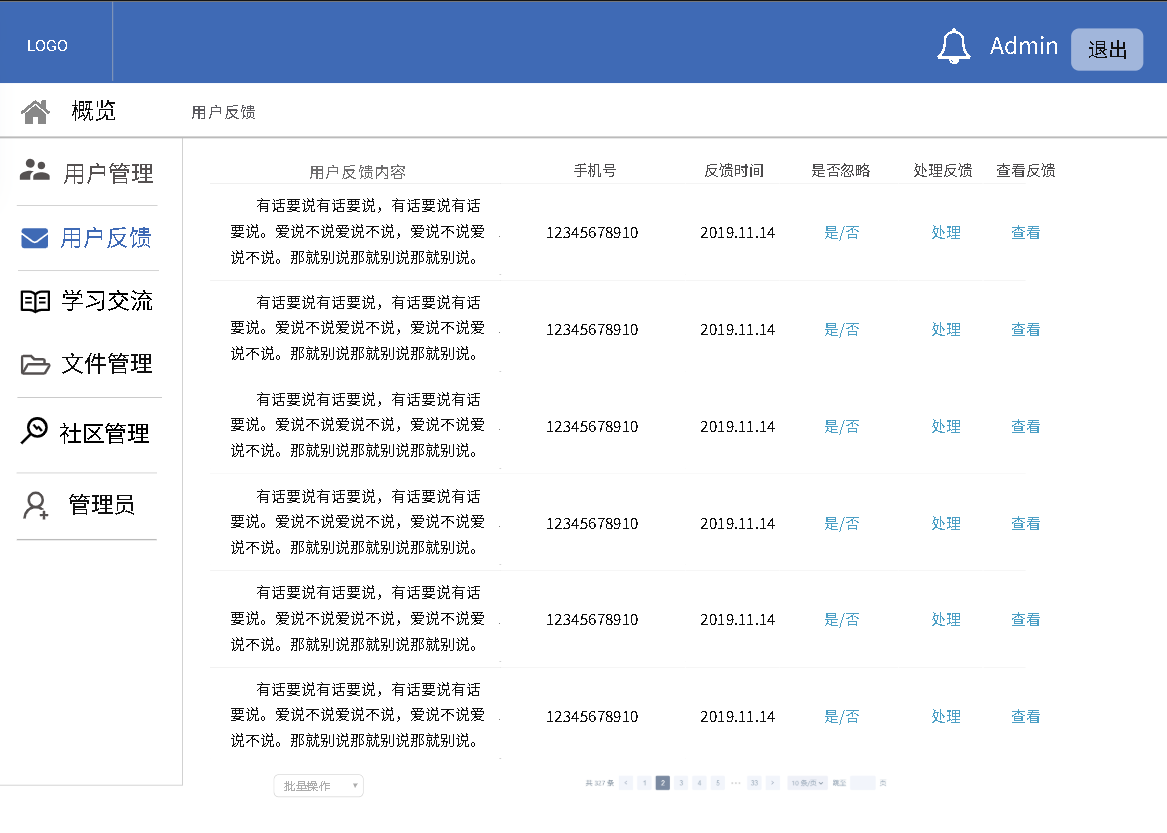 LOGO
Admin
退出
概览
用户反馈
用户管理
用户反馈
学习交流
文件管理
社区管理
管理员
用户反馈内容 手机号 反馈时间 是否忽略 处理反馈 查看反馈
有话要说有话要说，有话要说有话
要说。爱说不说爱说不说，爱说不说爱
说不说。那就别说那就别说那就别说。
12345678910 2019.11.14 是/否 处理 查看
有话要说有话要说，有话要说有话
要说。爱说不说爱说不说，爱说不说爱
说不说。那就别说那就别说那就别说。
12345678910 2019.11.14 是/否 处理 查看
有话要说有话要说，有话要说有话
要说。爱说不说爱说不说，爱说不说爱
说不说。那就别说那就别说那就别说。
12345678910 2019.11.14 是/否 处理 查看
有话要说有话要说，有话要说有话
要说。爱说不说爱说不说，爱说不说爱
说不说。那就别说那就别说那就别说。
12345678910 2019.11.14 是/否 处理 查看
有话要说有话要说，有话要说有话
要说。爱说不说爱说不说，爱说不说爱
说不说。那就别说那就别说那就别说。
12345678910 2019.11.14 是/否 处理 查看
有话要说有话要说，有话要说有话
要说。爱说不说爱说不说，爱说不说爱
说不说。那就别说那就别说那就别说。
12345678910 2019.11.14 是/否 处理 查看
批量操作
共 327 条 < 1 2 3 4 5 ··· 33 > 10 条/页 跳至 页